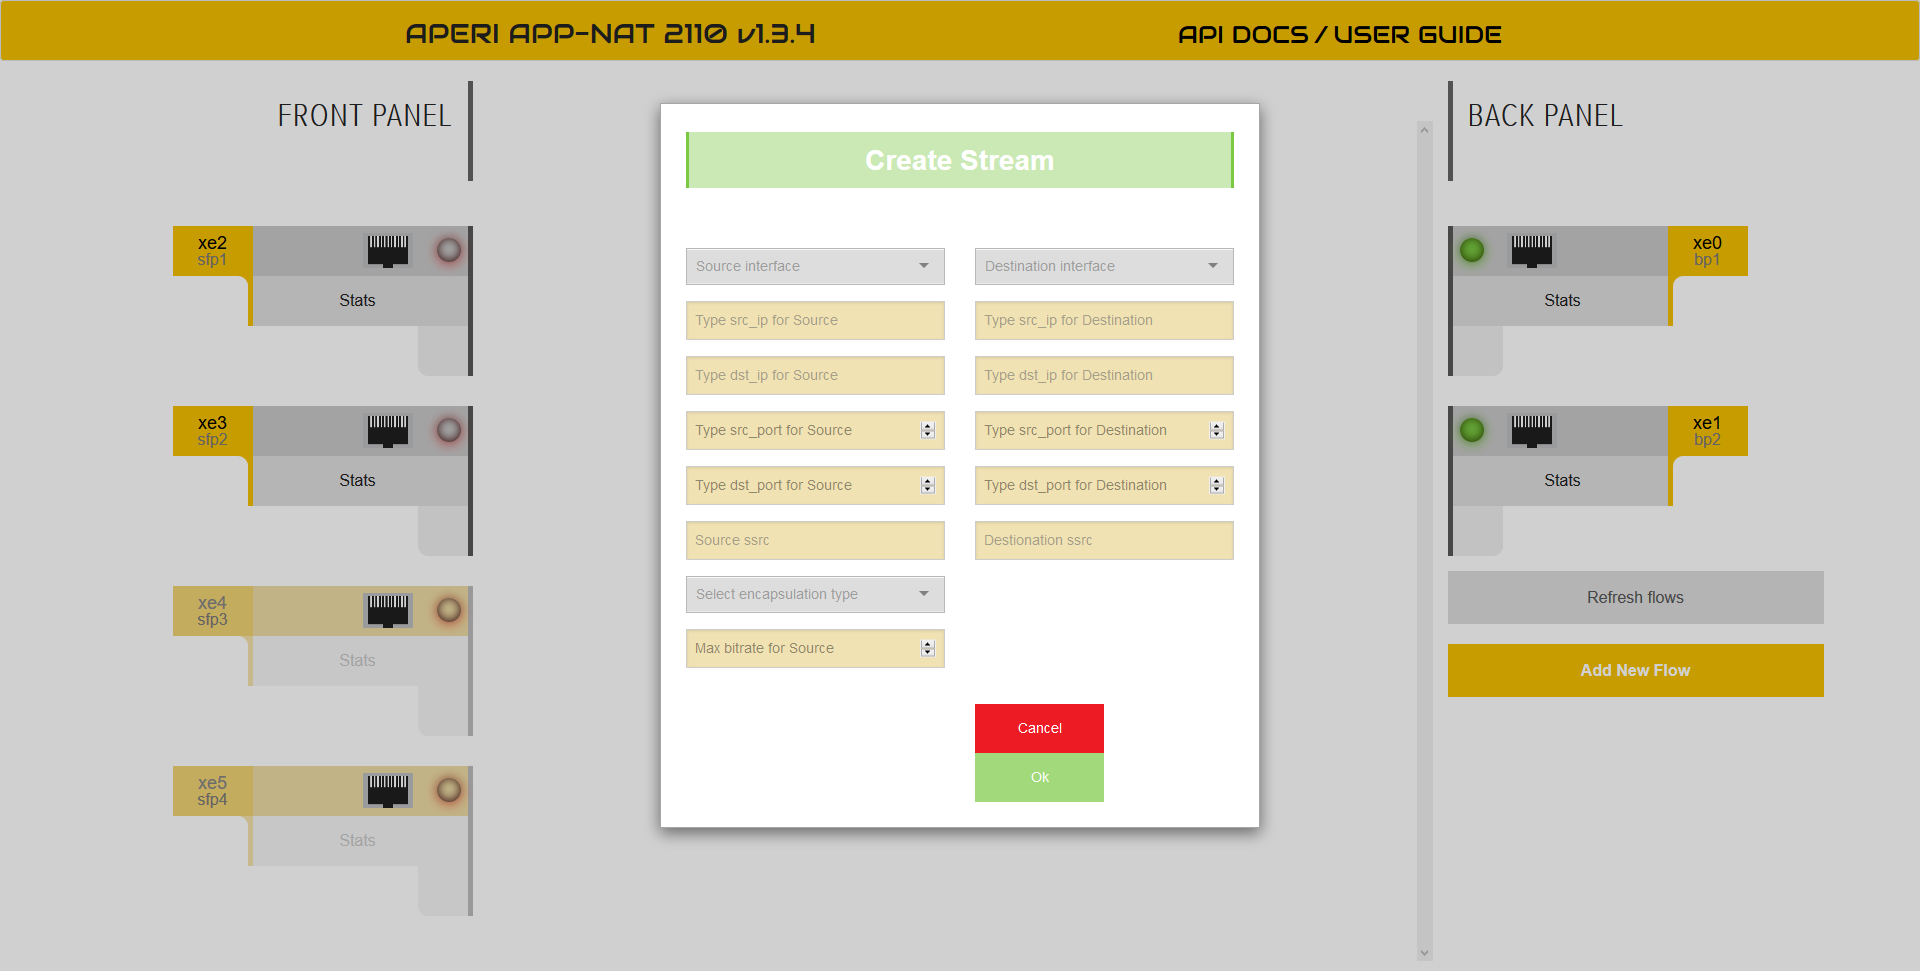 APERI APP-NAT 2110 v1.3.4
API DOCS / USER GUIDE
FRONT PANEL
xe2
sfp1
Stats
xe3
sfp2
Stats
xe4
sfp3
Stats
xe5
sfp4
Stats
Create Stream
Source interface
Destination interface
Type src_ip for Source
Type src_ip for Destination
Type dst_ip for Source
Type dst_ip for Destination
Type src_port for Source
Type src_port for Destination
Type dst_port for Source
Type dst_port for Destination
Source ssrc
Destionation ssrc
Select encapsulation type
Max bitrate for Source
Cancel
Ok
BACK PANEL
xe0
bp1
Stats
xe1
bp2
Stats
Refresh flows
Add New Flow